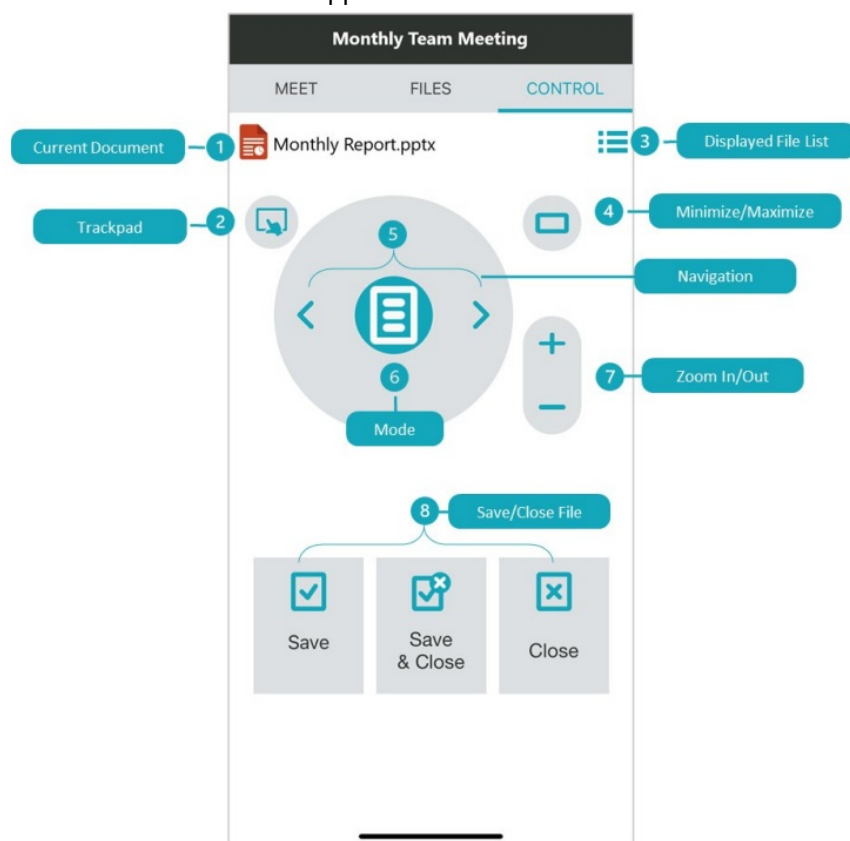 Monthly Team Meeting
MEET FILES CONTROL
Current Document 1 Monthly Report.pptx 3 Displayed File List
Trackpad 2 4 Minimize/Maximize
5
Navigation
6
Mode
7 Zoom In/Out
8 Save/Close File
Save Save & Close Close